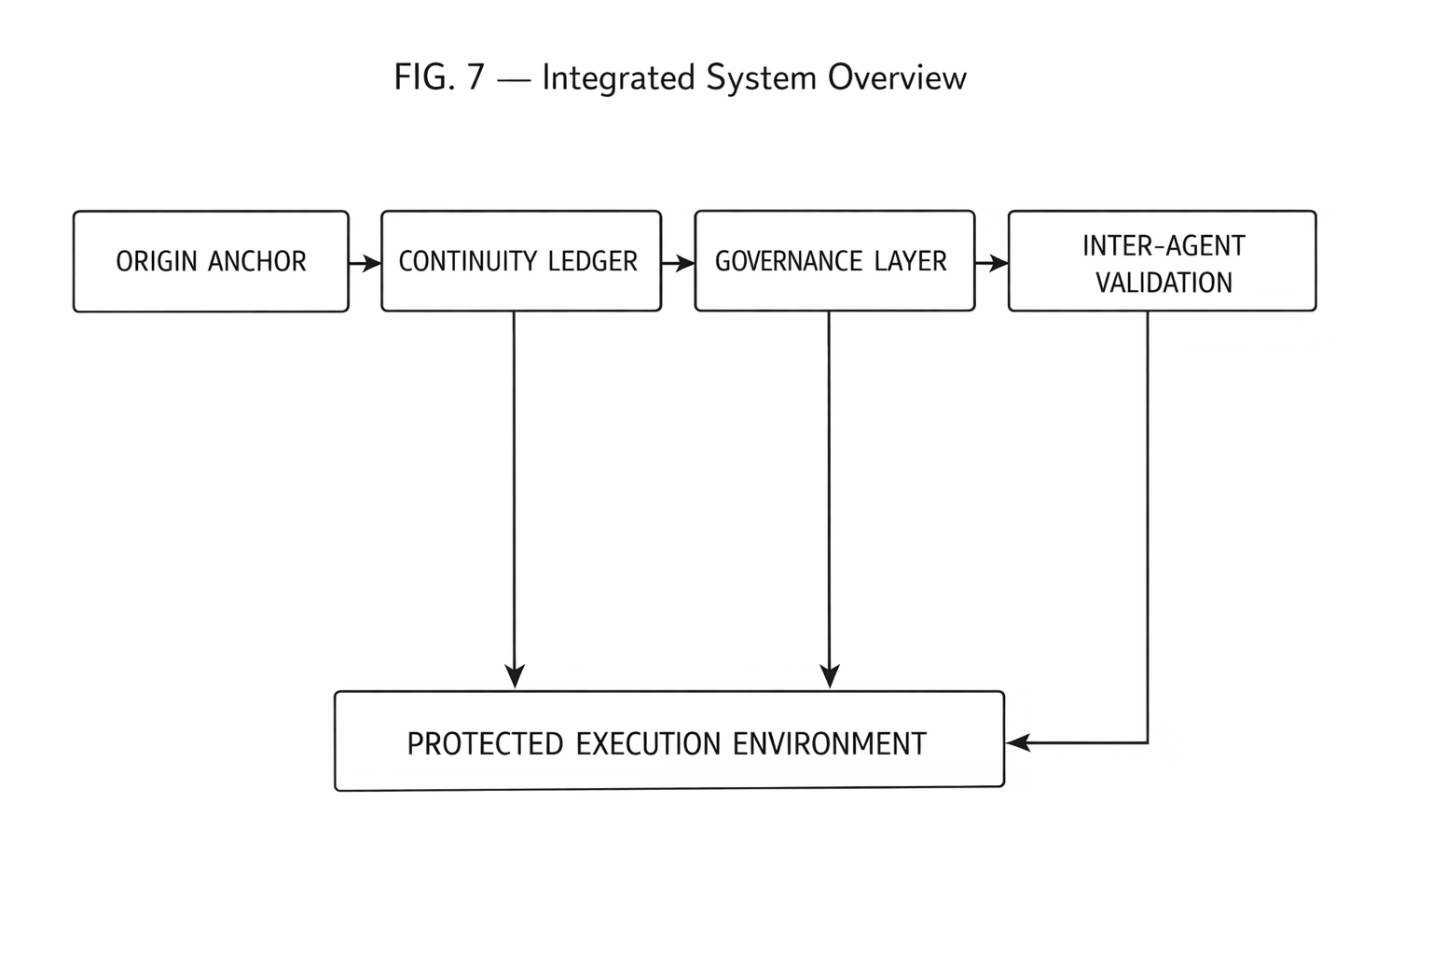 FIG. 7 — Integrated System Overview
ORIGIN ANCHOR
CONTINUITY LEDGER
GOVERNANCE LAYER
INTER-AGENT
VALIDATION
PROTECTED EXECUTION ENVIRONMENT